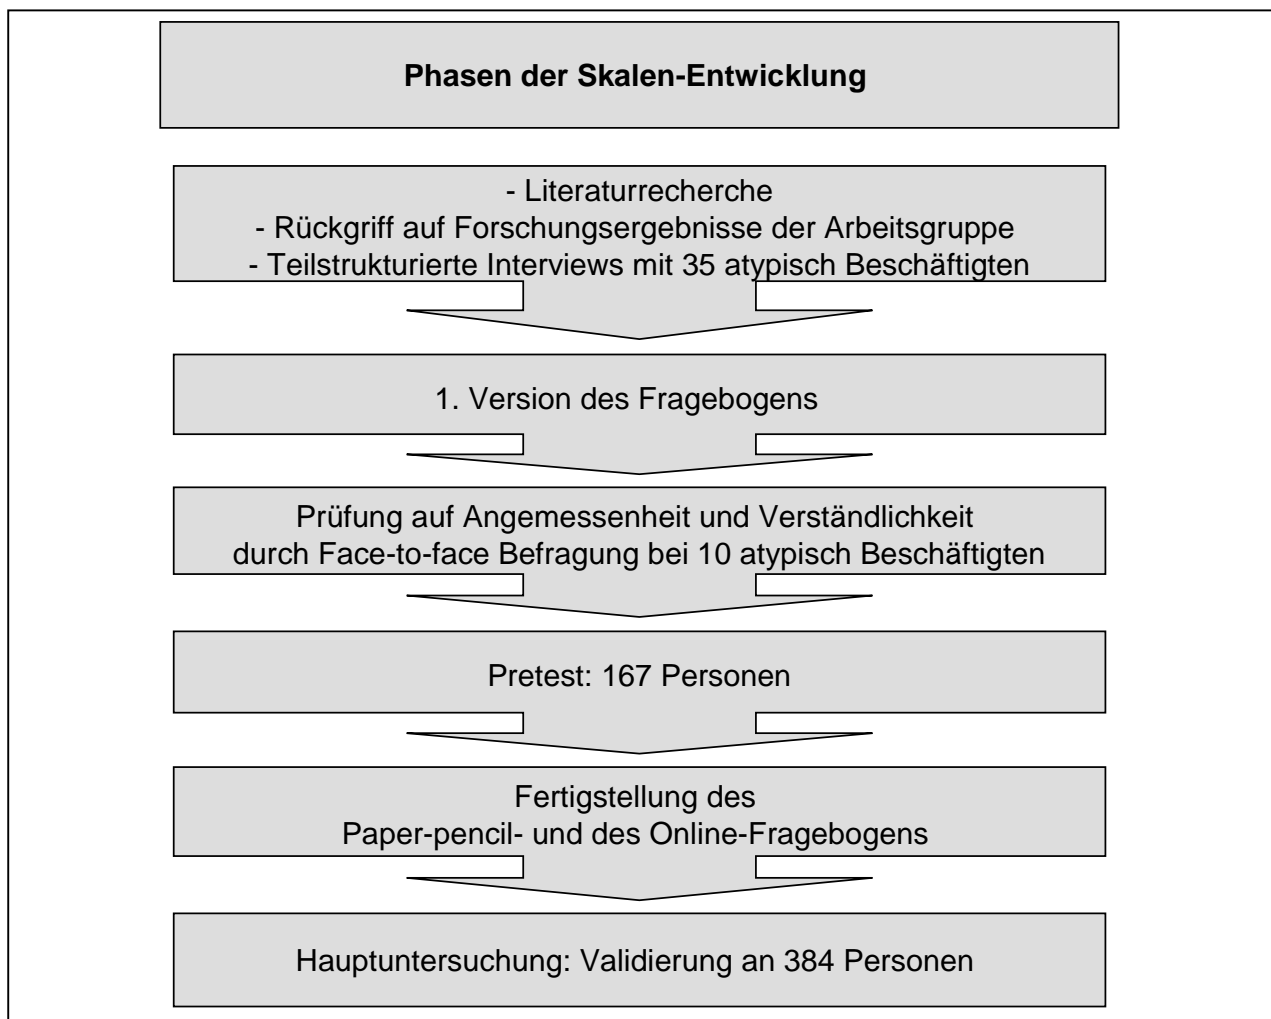 Phasen der Skalen-Entwicklung
- Literaturrecherche
- Rückgriff auf Forschungsergebnisse der Arbeitsgruppe
- Teilstrukturierte Interviews mit 35 atypisch Beschäftigten
1. Version des Fragebogens
Prüfung auf Angemessenheit und Verständlichkeit
durch Face-to-face Befragung bei 10 atypisch Beschäftigten
Pretest: 167 Personen
Fertigstellung des
Paper-pencil- und des Online-Fragebogens
Hauptuntersuchung: Validierung an 384 Personen